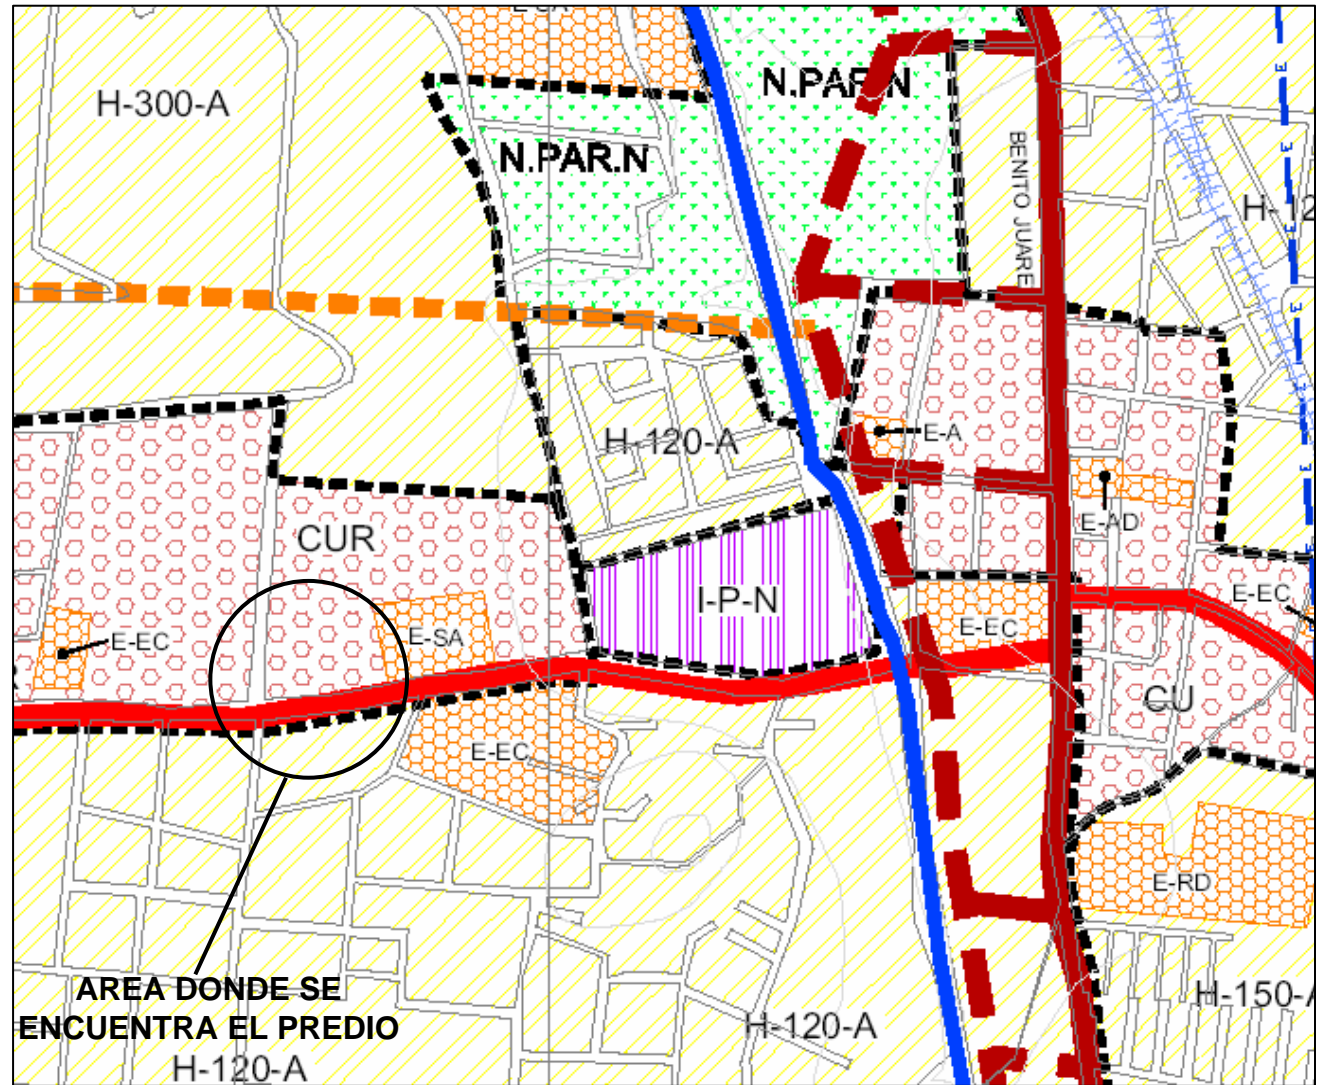 H-300-A
N.PAR.N
N.PAR.N
BENITO JUARE
H-12
H-120-A
E-A
E-AD
CUR
I-P-N
E-EC
E-SA
E-EC
E-EC
CU
E-EC
E-RD
H-150-A
AREA DONDE SE
ENCUENTRA EL PREDIO
H-120-A
H-120-A